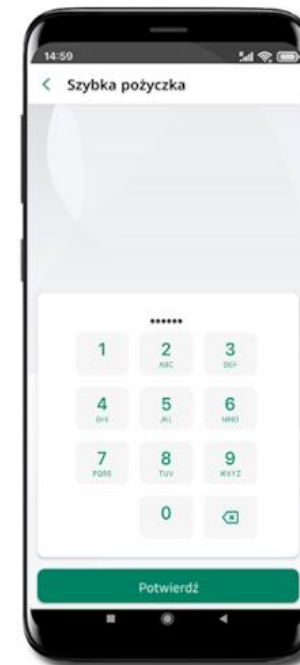 14:59
Szybka pożyczka
••••••
1 2 3
ABC DEF
4 5 6
GHI JKL MNO
7 8 9
PQRS TUV WXYZ
0
Potwierdź